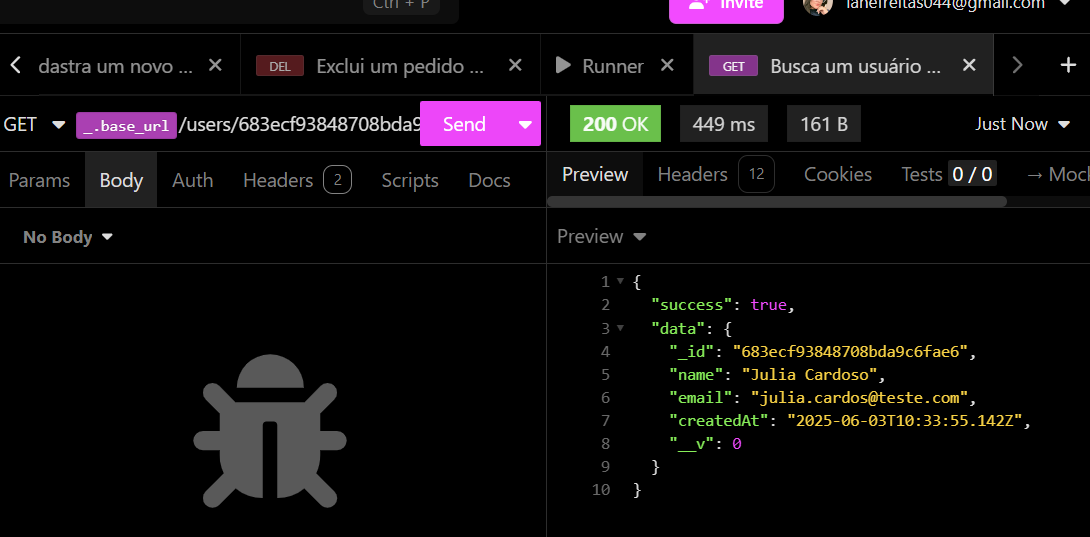 Ctrl + P
Invite
lanefreitas044@gmail.com
dastra um novo ...
DEL Exclui um pedido ...
Runner
GET Busca um usuário ...
GET _.base_url/users/683ecf93848708bda9
Send
200 OK
449 ms
161 B
Just Now
Params Body Auth Headers 2 Scripts Docs
Preview Headers 12 Cookies Tests 0 / 0 → Mock
No Body
Preview
1 {
2 "success": true,
3 "data": {
4 "_id": "683ecf93848708bda9c6fae6",
5 "name": "Julia Cardoso",
6 "email": "julia.cardos@teste.com",
7 "createdAt": "2025-06-03T10:33:55.142Z",
8 "__v": 0
9 }
10 }